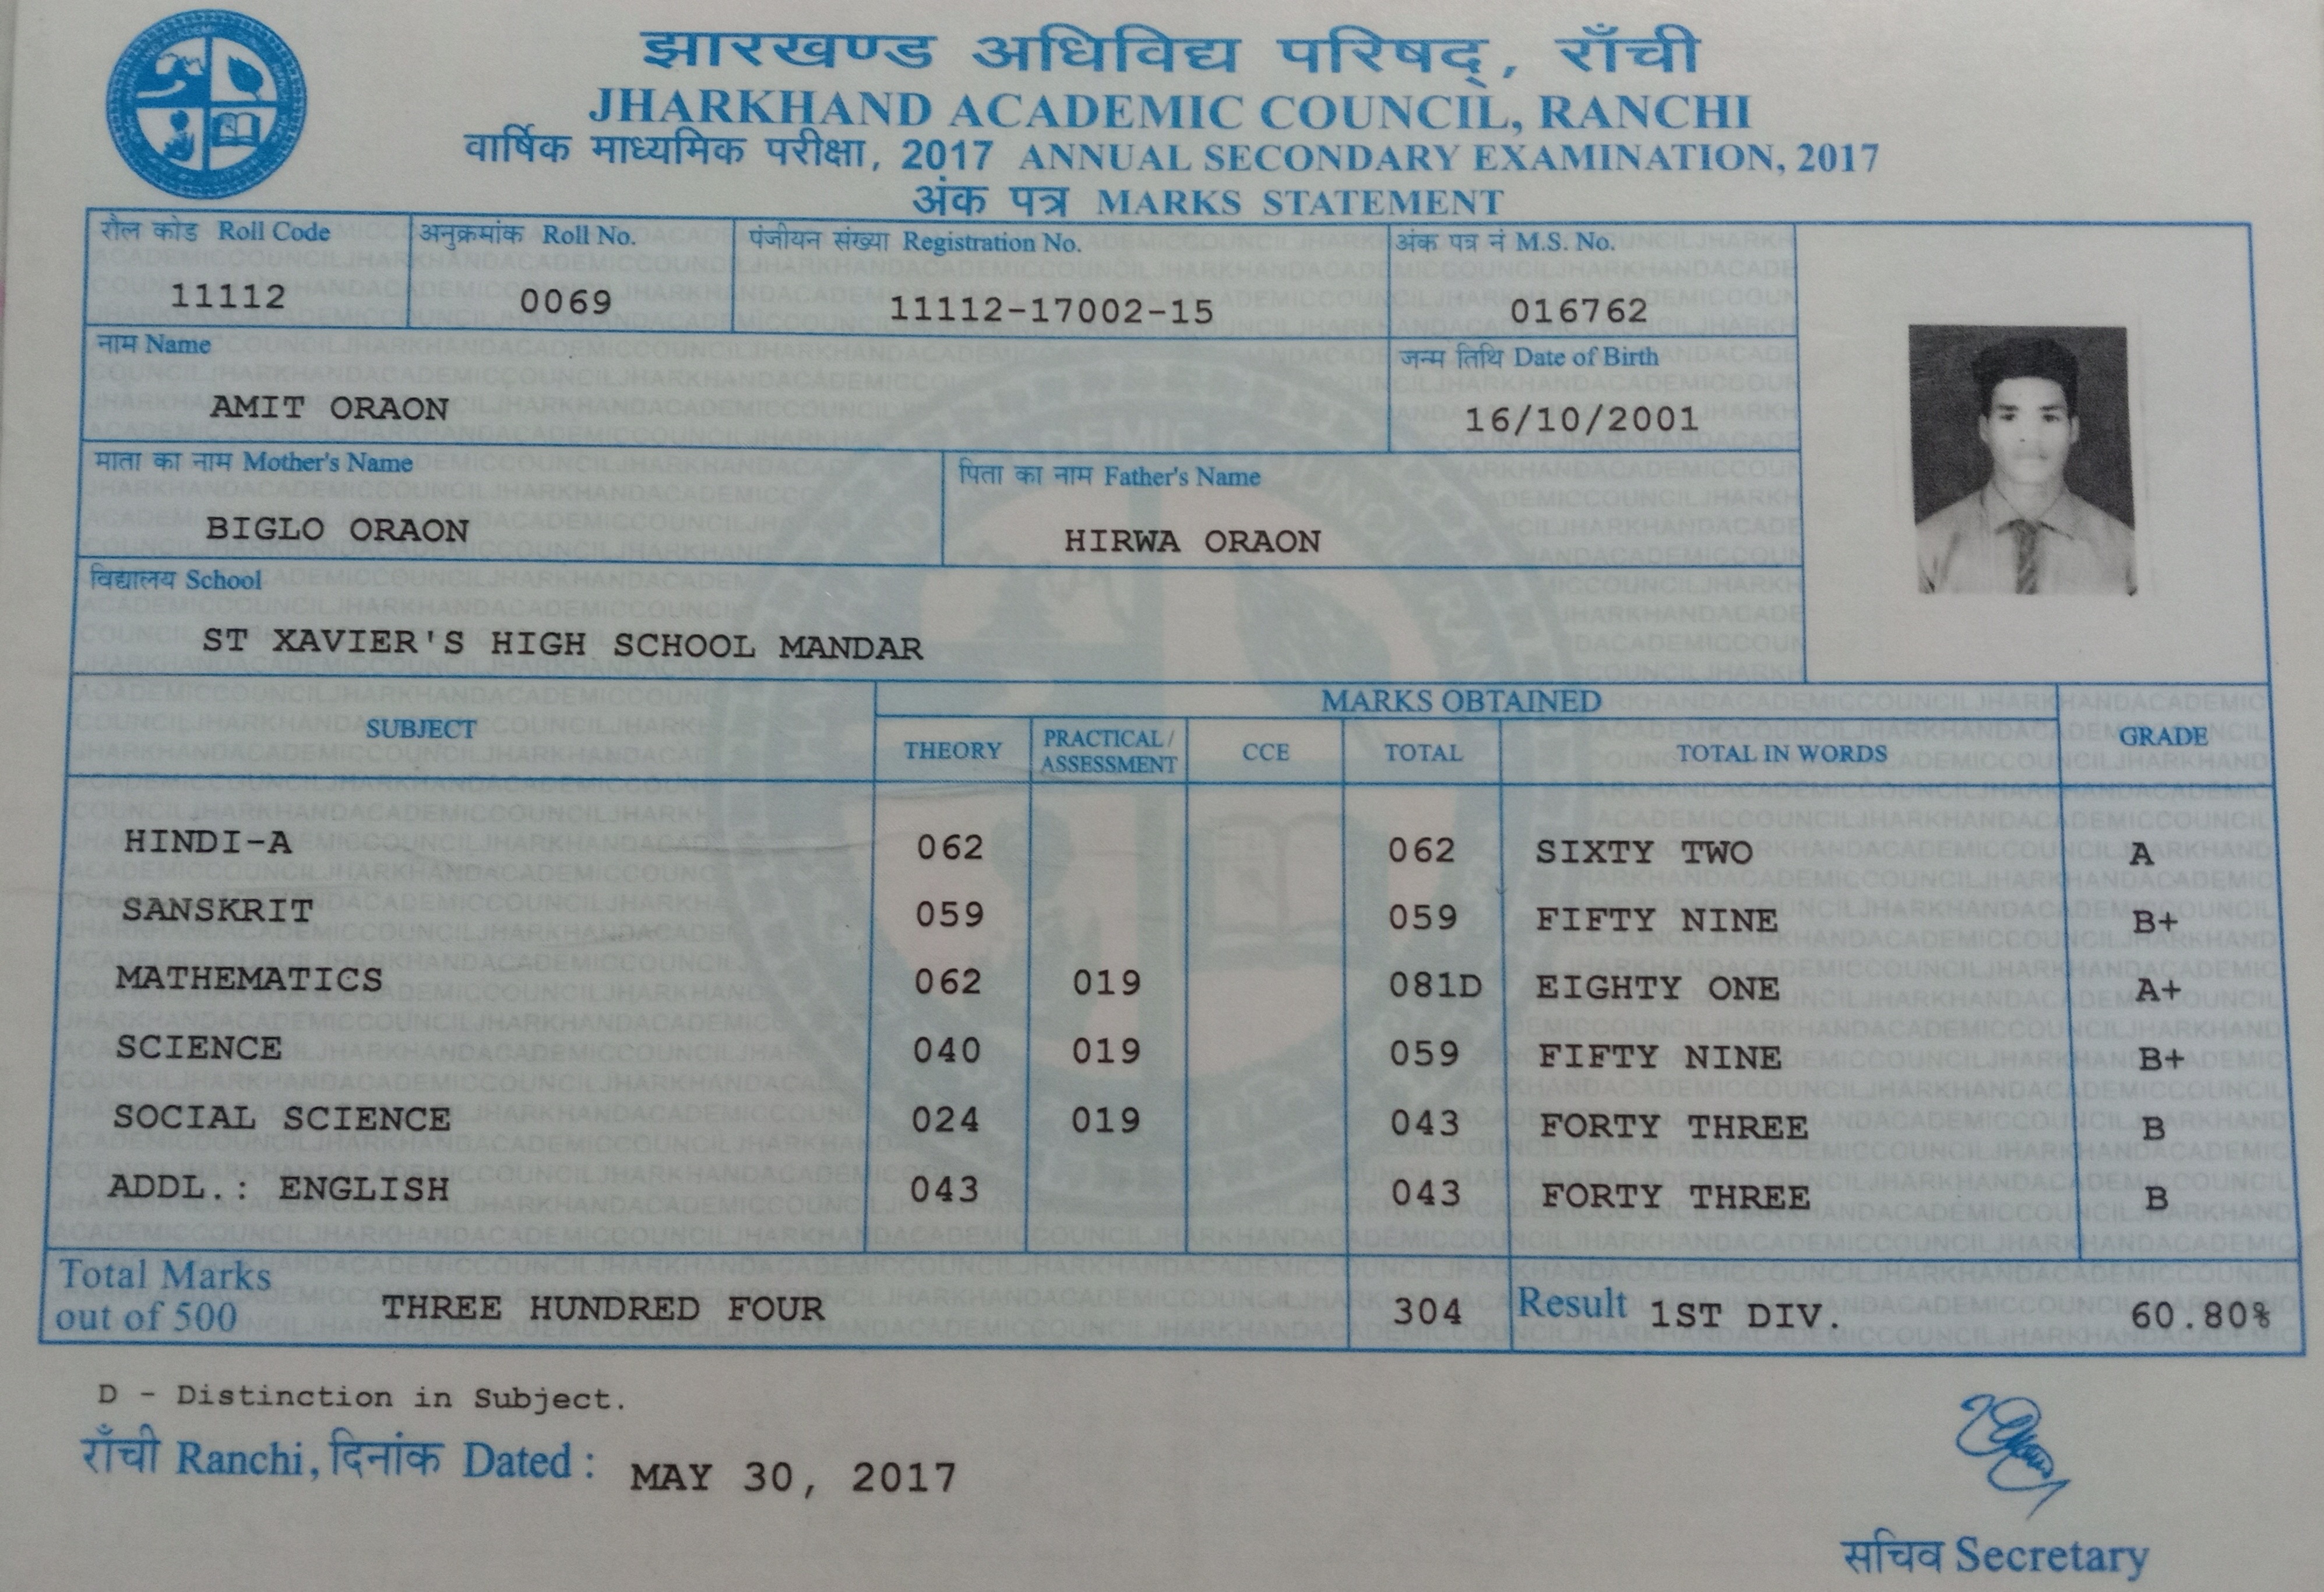 झारखण्ड अधिविद्य परिषद्, राँची
JHARKHAND ACADEMIC COUNCIL, RANCHI
वार्षिक माध्यमिक परीक्षा, 2017 ANNUAL SECONDARY EXAMINATION, 2017
अंक पत्र MARKS STATEMENT
रौल कोड Roll Code अनुक्रमांक Roll No. पंजीयन संख्या Registration No. अंक पत्र नं M.S. No.
11112 0069 11112-17002-15 016762
नाम Name जन्म तिथि Date of Birth
AMIT ORAON 16/10/2001
माता का नाम Mother's Name पिता का नाम Father's Name
BIGLO ORAON HIRWA ORAON
विद्यालय School
ST XAVIER'S HIGH SCHOOL MANDAR
MARKS OBTAINED
SUBJECT THEORY PRACTICAL/ ASSESSMENT CCE TOTAL TOTAL IN WORDS GRADE
HINDI-A 062 062 SIXTY TWO A
SANSKRIT 059 059 FIFTY NINE B+
MATHEMATICS 062 019 081D EIGHTY ONE A+
SCIENCE 040 019 059 FIFTY NINE B+
SOCIAL SCIENCE 024 019 043 FORTY THREE B
ADDL.: ENGLISH 043 043 FORTY THREE B
Total Marks
out of 500 THREE HUNDRED FOUR 304 Result 1ST DIV. 60.80%
D - Distinction in Subject.
राँची Ranchi, दिनांक Dated : MAY 30, 2017
सचिव Secretary